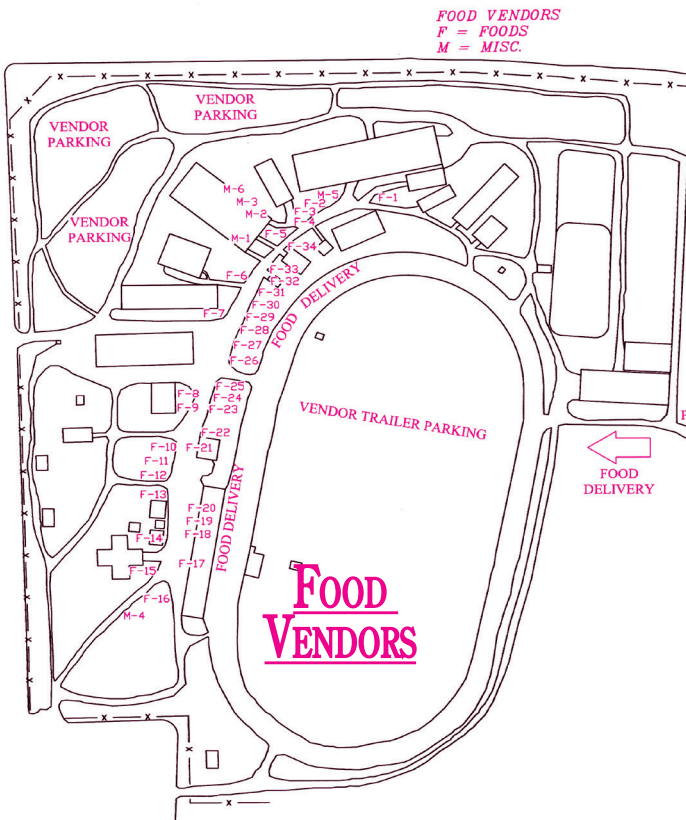 FOOD VENDORS
F = FOODS
M = MISC.
VENDOR
PARKING
VENDOR
PARKING
VENDOR
PARKING
M-6
M-3
M-2
M-1
M-5
F-2
F-3
F-4
F-5
F-1
F-34
F-33
F-32
F-6
F-31
F-30
F-29
F-28
F-27
F-26
F-7
FOOD DELIVERY
F-25
F-24
F-23
F-8
F-9
F-22
F-21
F-10
F-11
F-12
F-13
VENDOR TRAILER PARKING
FOOD
DELIVERY
F-20
F-19
F-18
F-17
FOOD DELIVERY
F-14
F-15
F-16
M-4
FOOD
VENDORS